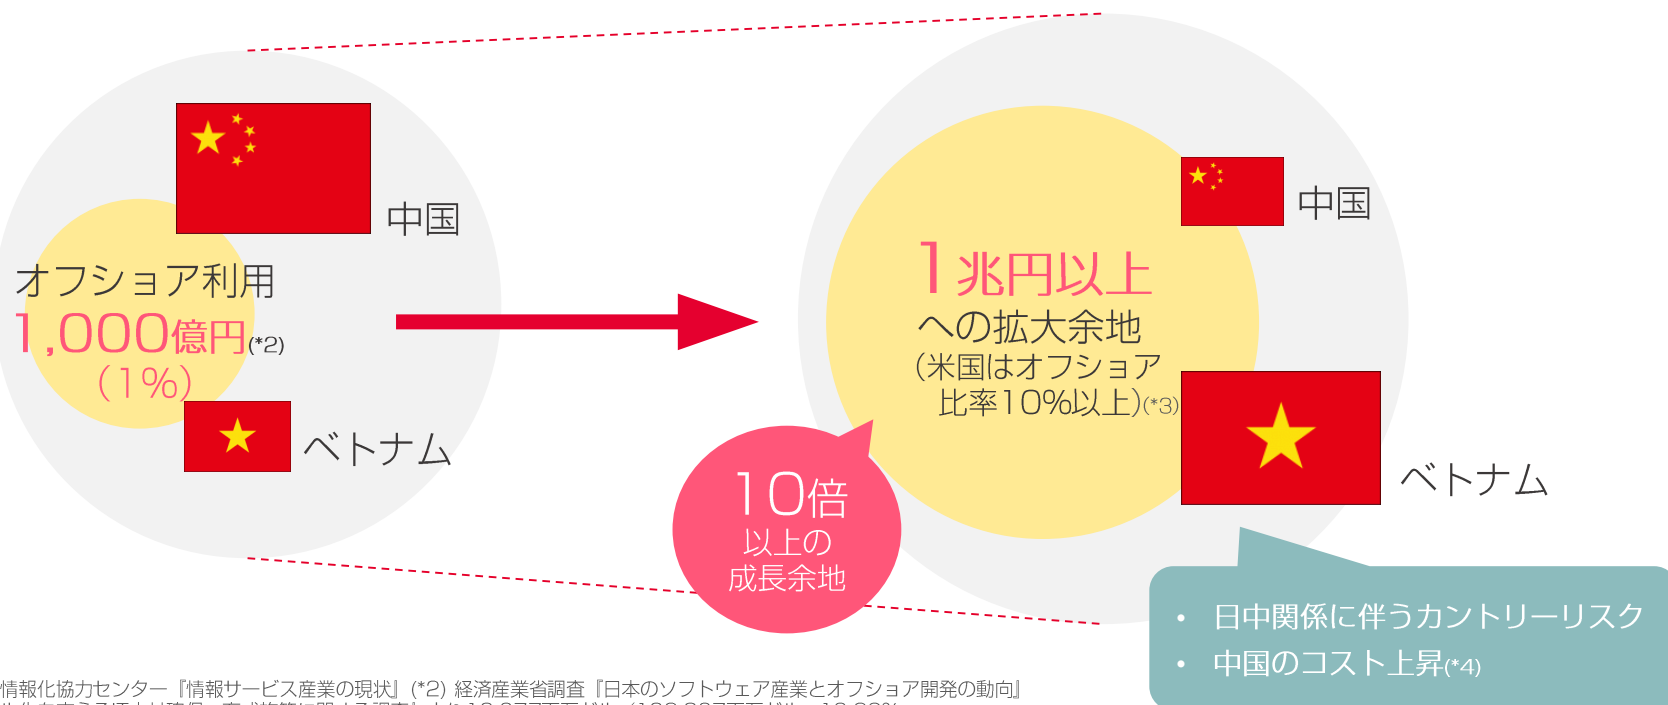 中国
オフショア利用
1,000億円(*2)
(1%)
ベトナム
中国
1兆円以上
への拡大余地
(米国はオフショア
比率10%以上)(*3)
ベトナム
10倍
以上の
成長余地
• 日中関係に伴うカントリーリスク
• 中国のコスト上昇(*4)
情報化協力センター『情報サービス産業の現状』(*2) 経済産業省調査『日本のソフトウェア産業とオフショア開発の動向』